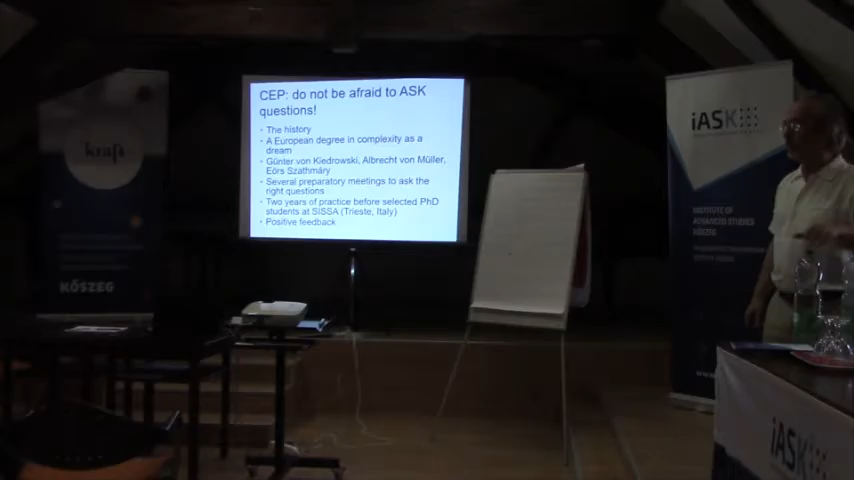 CEP: do not be afraid to ASK
questions!
• The history
• A European degree in complexity as a
dream
• Günter von Kiedrowski, Albrecht von Müller,
Eörs Szathmáry
• Several preparatory meetings to ask the
right questions
• Two years of practice before selected PhD
students at SISSA (Trieste, Italy)
• Positive feedback
kraft
KŐSZEG
iASK
INSTITUTE OF
ADVANCED STUDIES
KŐSZEG
iASK